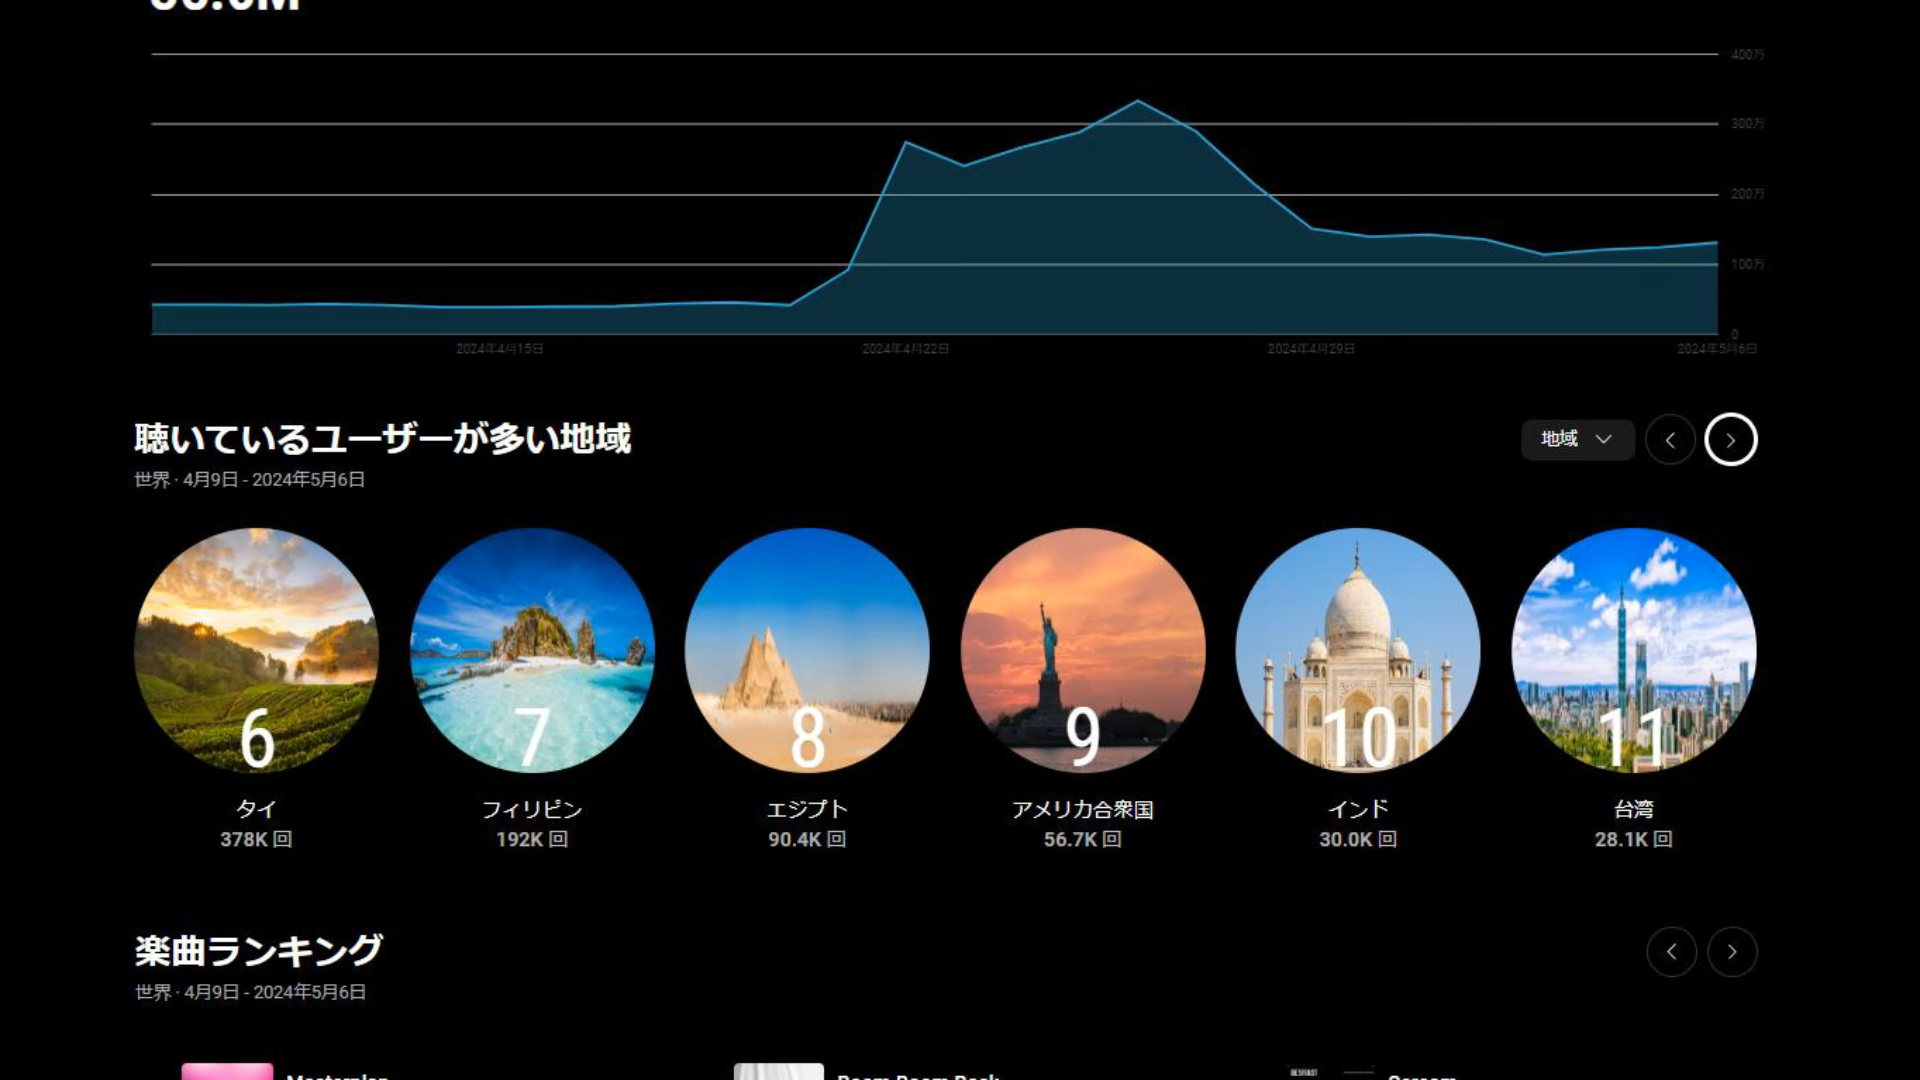 400万
300万
200万
100万
0
2024年4月15日
2024年4月22日
2024年4月29日
2024年5月6日
聴いているユーザーが多い地域
地域
世界 · 4月9日 - 2024年5月6日
6
7
8
9
10
11
タイ
フィリピン
エジプト
アメリカ合衆国
インド
台湾
378K 回
192K 回
90.4K 回
56.7K 回
30.0K 回
28.1K 回
楽曲ランキング
世界 · 4月9日 - 2024年5月6日
Masterplan
Boom Boom Back
Scream